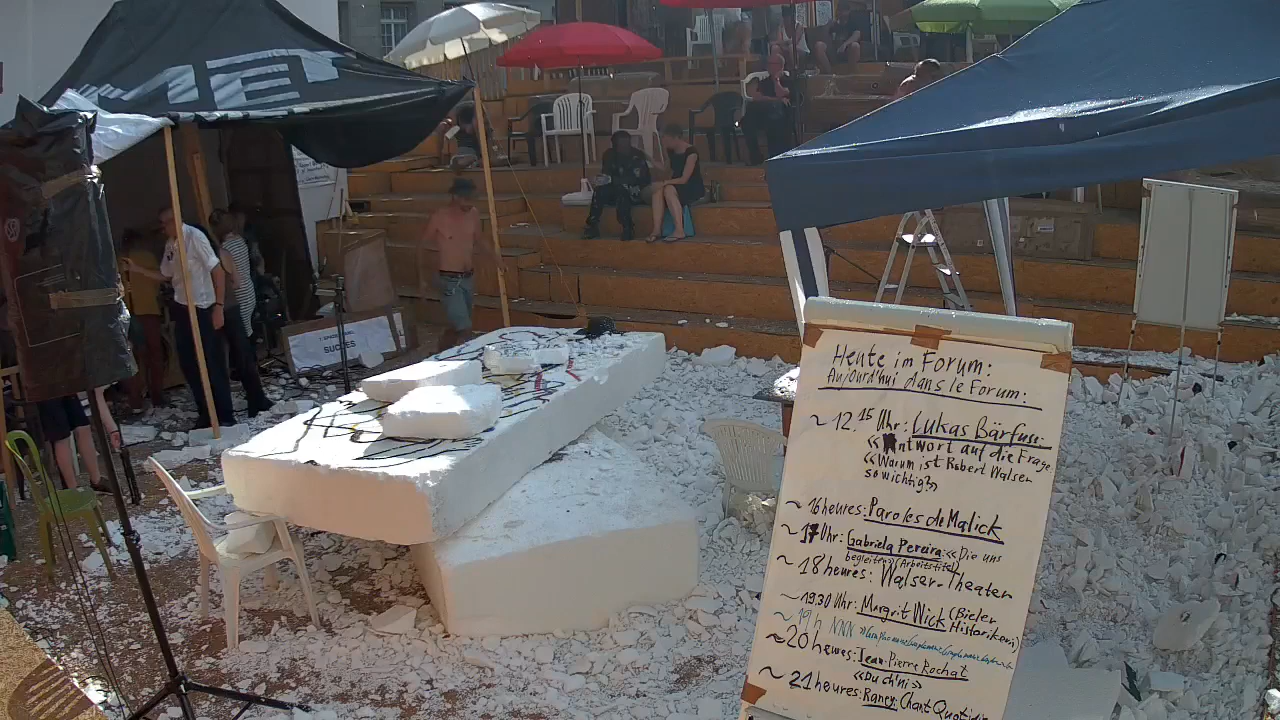 SUCRES
Heute im Forum:
Aujourd'hui dans le Forum:
~ 12.15 Uhr: Lukas Bärfuss:
«Antwort auf die Frage
«Warum ist Robert Walser
so wichtig?»
~ 16 heures: Paroles de Malick
~ 17 Uhr: Gabriela Pereira: «Die uns
begleiten» (Arbeitstitel)
~ 18 heures: Walser-Theater
~ 19.30 Uhr: Margrit Wick (Bieler
Historikerin)
~ 19h NNN
~ 20 heures: Jean-Pierre Rochat
«Du ch'ni»
~ 21 heures: Raney: Chant